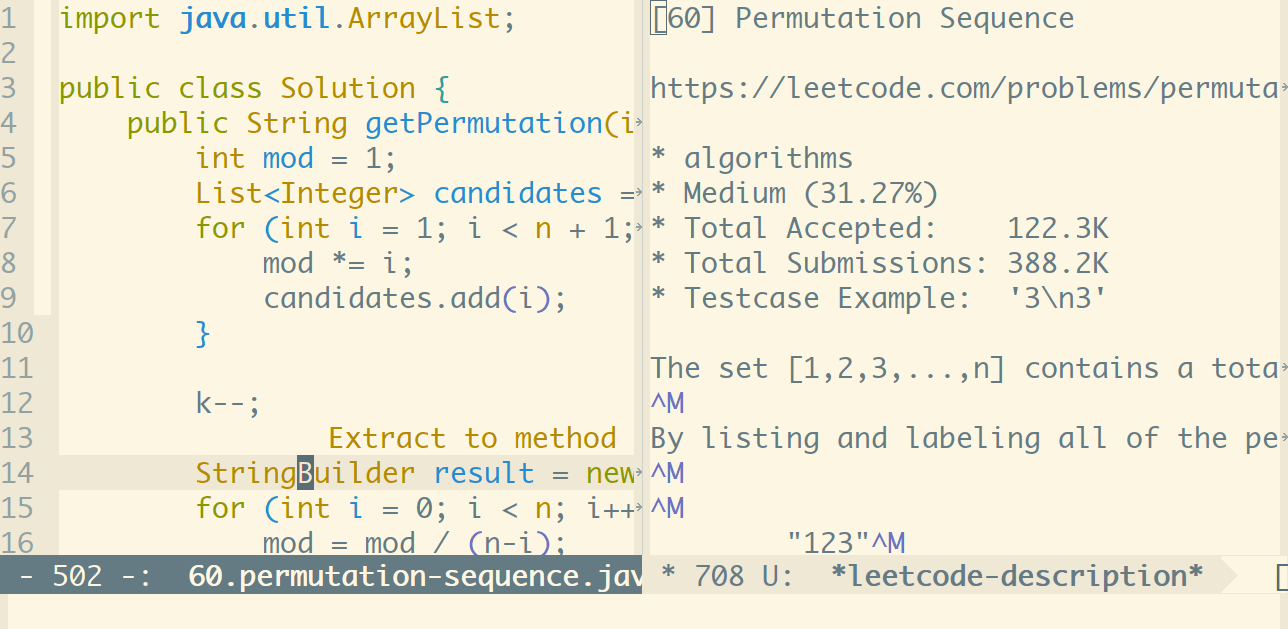 1 import java.util.ArrayList;
2
3 public class Solution {
4 public String getPermutation(i
5 int mod = 1;
6 List<Integer> candidates =
7 for (int i = 1; i < n + 1;
8 mod *= i;
9 candidates.add(i);
10 }
11
12 k--;
13 Extract to method
14 StringBuilder result = new
15 for (int i = 0; i < n; i++
16 mod = mod / (n-i);
- 502 -: 60.permutation-sequence.jav
[60] Permutation Sequence
https://leetcode.com/problems/permuta
* algorithms
* Medium (31.27%)
* Total Accepted: 122.3K
* Total Submissions: 388.2K
* Testcase Example: '3\n3'
The set [1,2,3,...,n] contains a tota
^M
By listing and labeling all of the pe
^M
^M
"123"^M
* 708 U: *leetcode-description* [